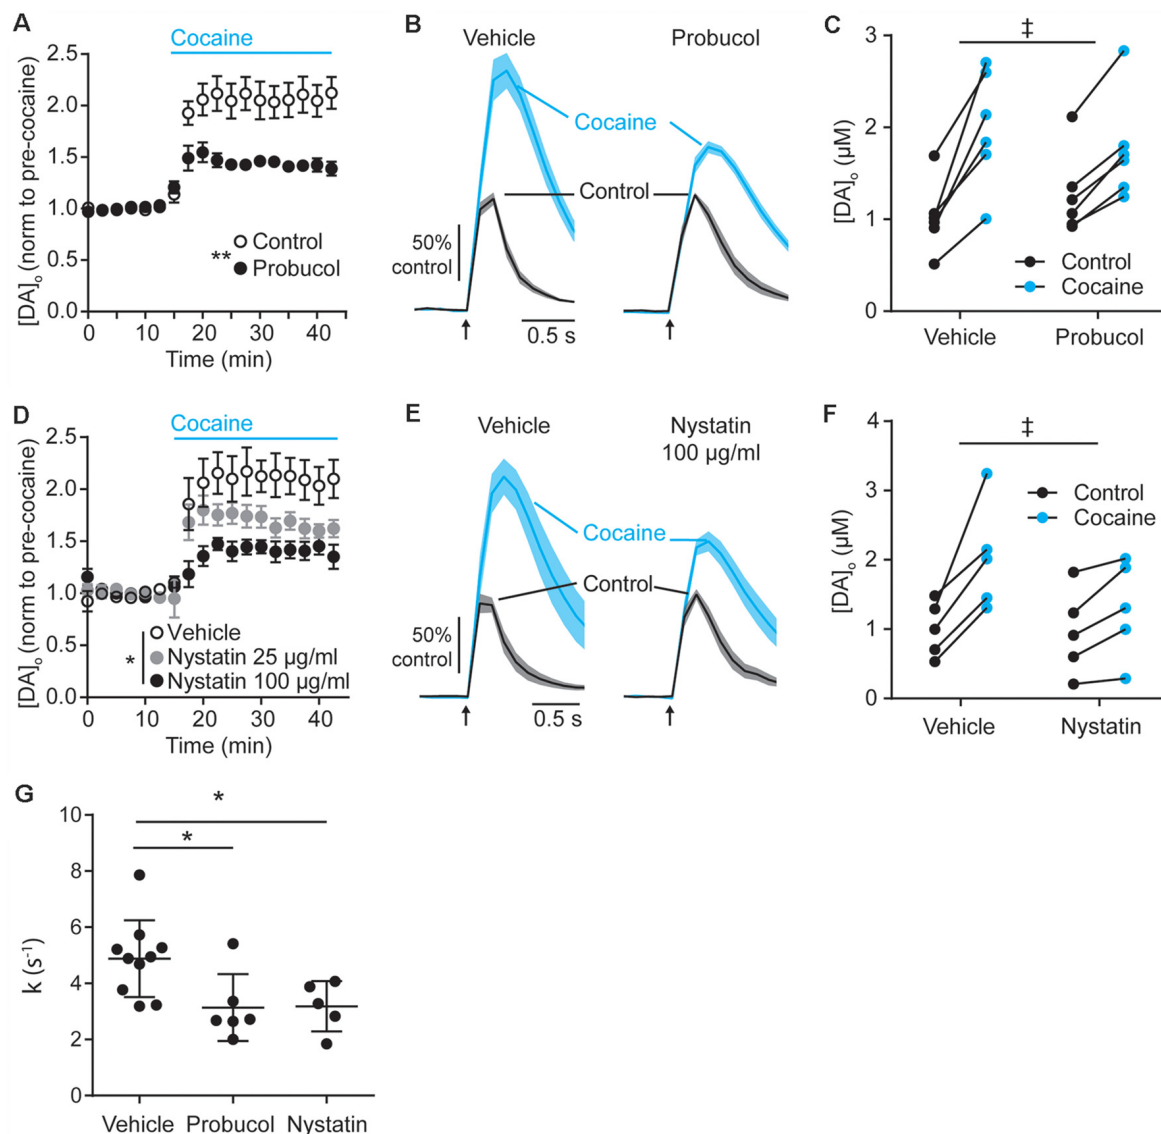 A
Cocaine
[DA]o (norm to pre-cocaine)
2.5
2.0
1.5
1.0
0.5
0.0
** Control
Probucol
0 10 20 30 40
Time (min)
B
Vehicle Probucol
Cocaine
Control
50%
control
0.5 s
C
‡
[DA]o (µM)
3
2
1
0
Control
Cocaine
Vehicle Probucol
D
Cocaine
[DA]o (norm to pre-cocaine)
2.5
2.0
1.5
1.0
0.5
0.0
* Vehicle
Nystatin 25 µg/ml
Nystatin 100 µg/ml
0 10 20 30 40
Time (min)
E
Vehicle Nystatin
100 µg/ml
Cocaine
Control
50%
control
0.5 s
F
‡
[DA]o (µM)
4
3
2
1
0
Control
Cocaine
Vehicle Nystatin
G
*
*
k (s-1)
10
8
6
4
2
0
Vehicle Probucol Nystatin